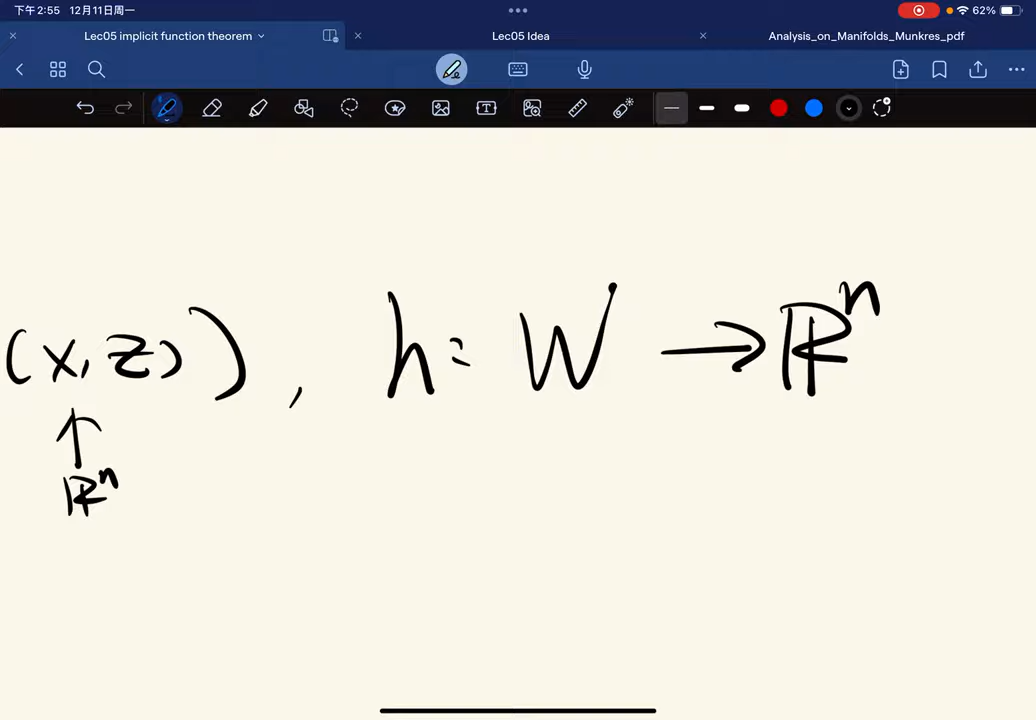 下午2:55 12月11日周一
62%
Lec05 implicit function theorem
Lec05 Idea
Analysis_on_Manifolds_Munkres_pdf
(x, z)), h: W → ℝⁿ
↑
ℝⁿ